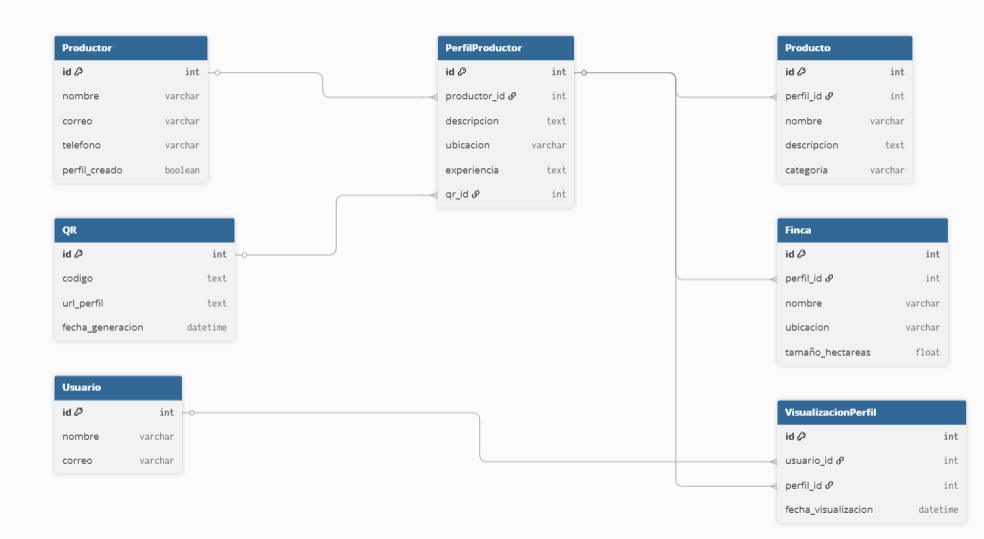 Productor
id int
nombre varchar
correo varchar
telefono varchar
perfil_creado boolean
QR
id int
codigo text
url_perfil text
fecha_generacion datetime
Usuario
id int
nombre varchar
correo varchar
PerfilProductor
id int
productor_id int
descripcion text
ubicacion varchar
experiencia text
qr_id int
Producto
id int
perfil_id int
nombre varchar
descripcion text
categoria varchar
Finca
id int
perfil_id int
nombre varchar
ubicacion varchar
tamaño_hectareas float
VisualizacionPerfil
id int
usuario_id int
perfil_id int
fecha_visualizacion datetime